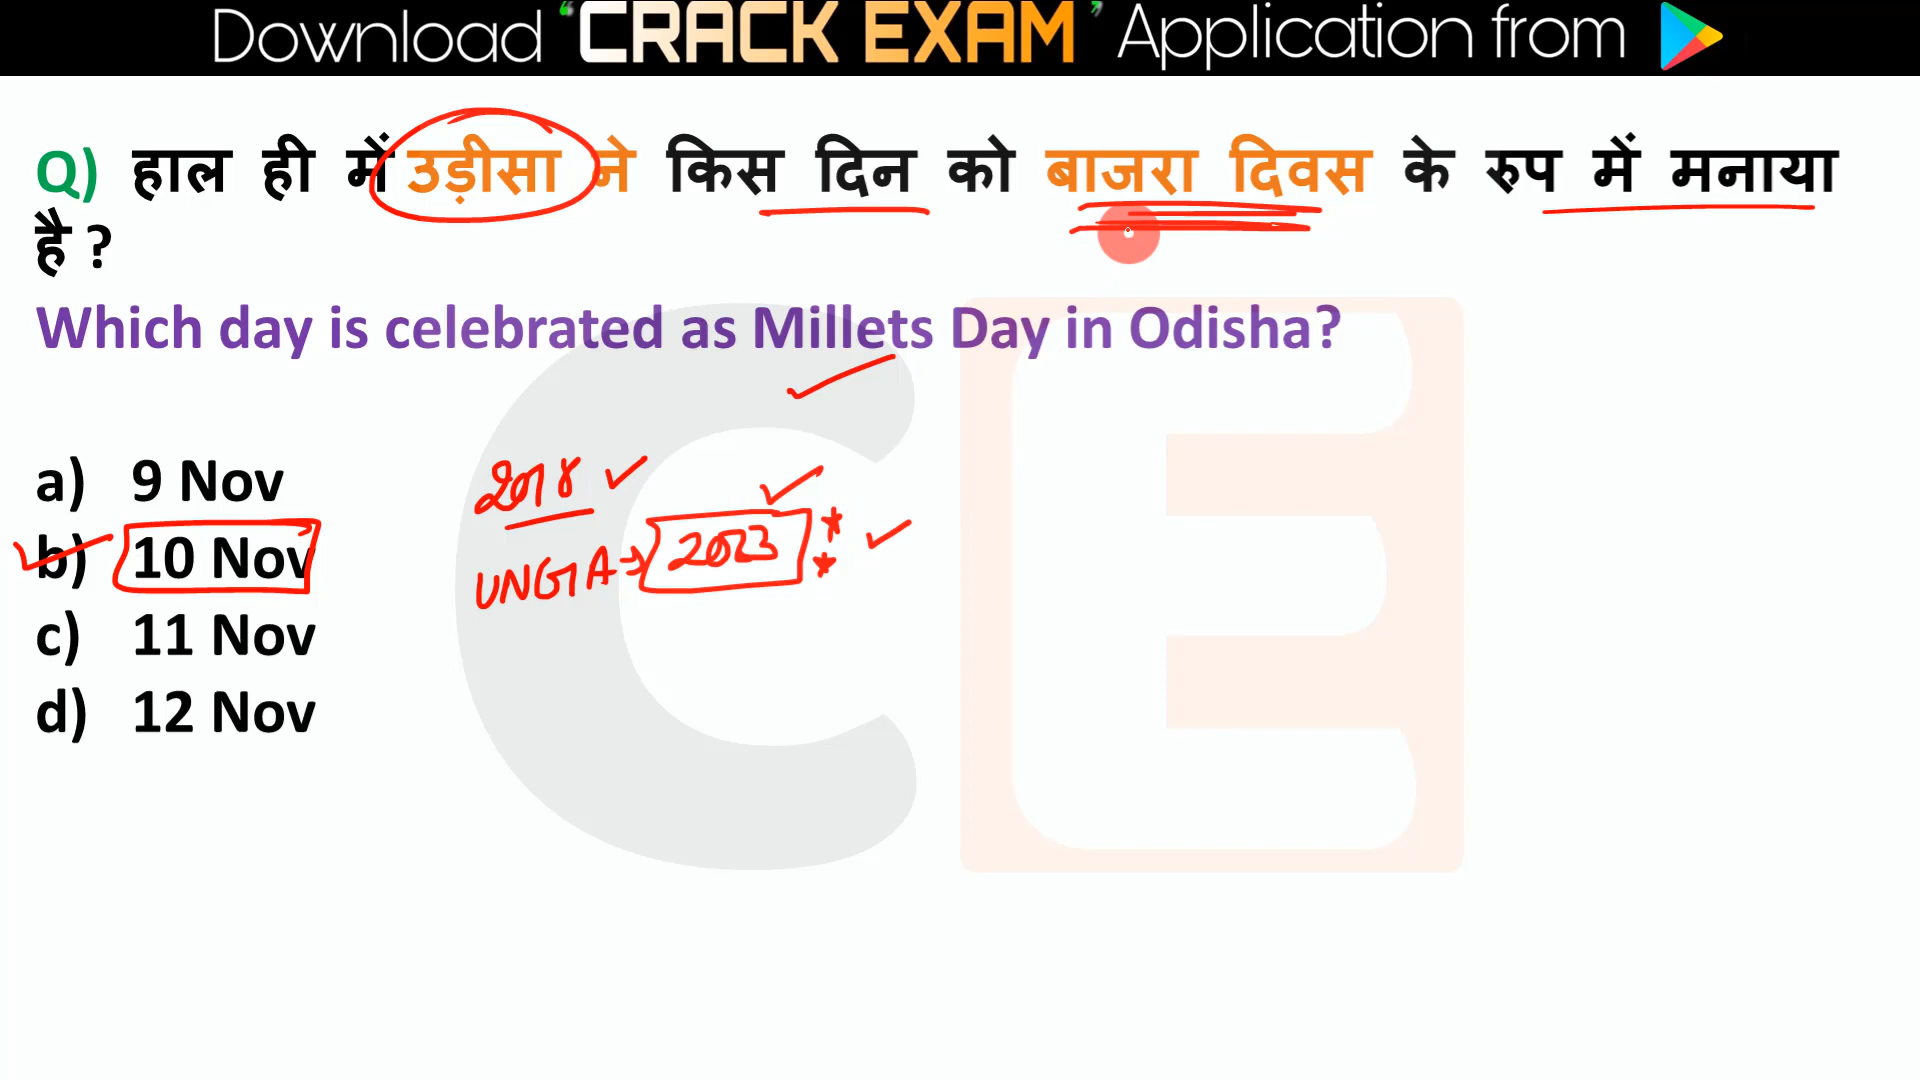 Download ‘CRACK EXAM’ Application from
Q) हाल ही में उड़ीसा ने किस दिन को बाजरा दिवस के रुप में मनाया
है ?
Which day is celebrated as Millets Day in Odisha?
a) 9 Nov
2018
b) 10 Nov
UNGA → 2023
c) 11 Nov
d) 12 Nov
CE